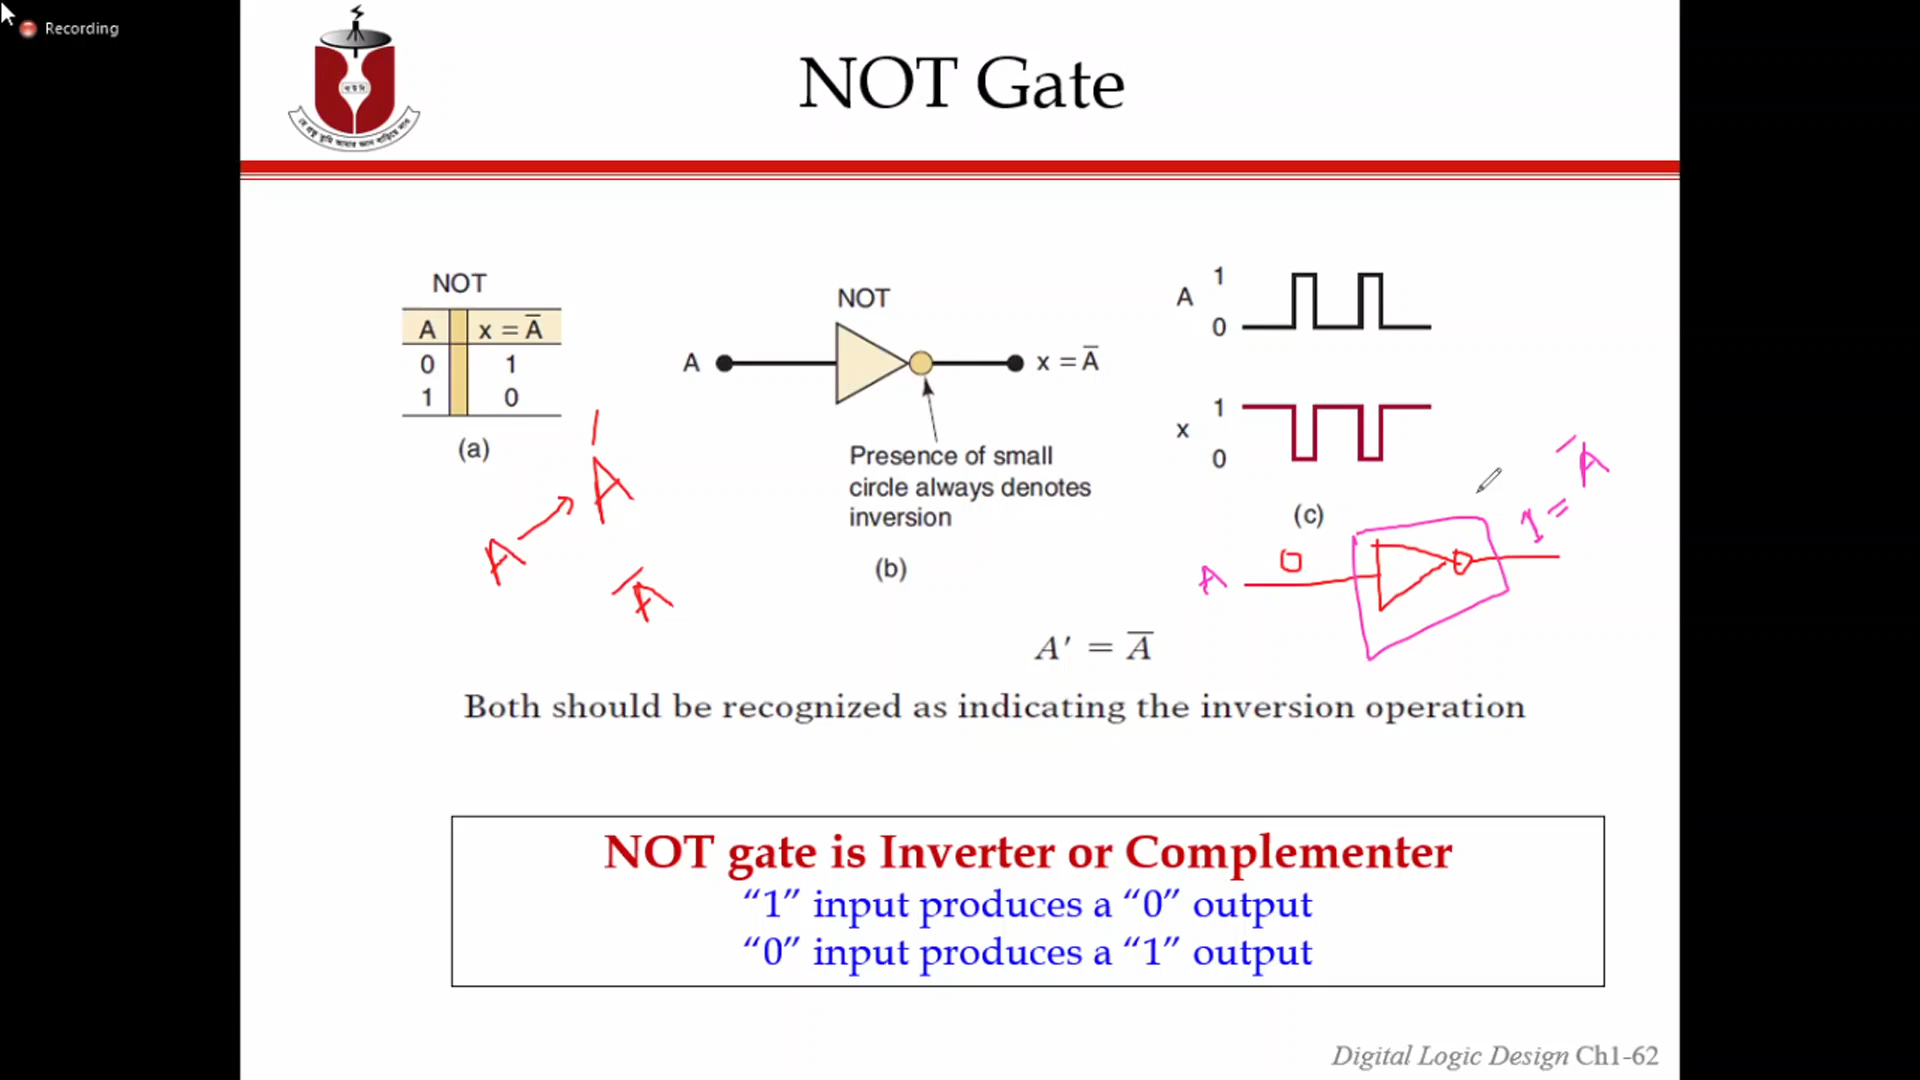 Recording
NOT Gate
NOT
A x = A̅
0 1
1 0
(a)
NOT
A
x = A̅
Presence of small
circle always denotes
inversion
(b)
A 1
0
x 1
0
(c)
A → A'
A̅
A 0
1 = A̅
A′ = A̅
Both should be recognized as indicating the inversion operation
NOT gate is Inverter or Complementer
“1” input produces a “0” output
“0” input produces a “1” output
Digital Logic Design Ch1-62